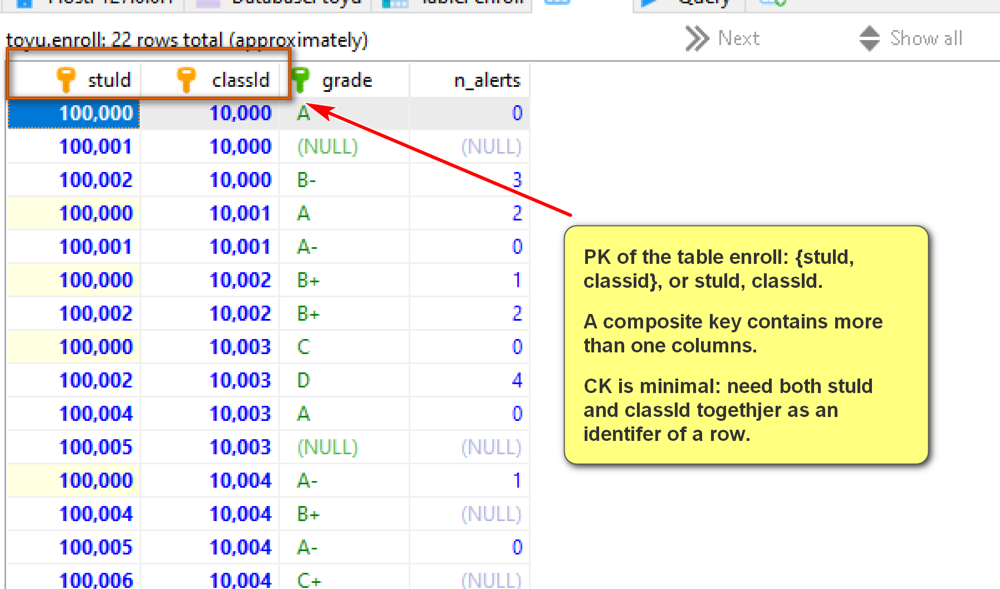 Query
toyu.enroll: 22 rows total (approximately)
Next
Show all
stuId classId grade n_alerts
100,000 10,000 A 0
100,001 10,000 (NULL) (NULL)
100,002 10,000 B- 3
100,000 10,001 A 2
100,001 10,001 A- 0
100,000 10,002 B+ 1
100,002 10,002 B+ 2
100,000 10,003 C 0
100,002 10,003 D 4
100,004 10,003 A 0
100,005 10,003 (NULL) (NULL)
100,000 10,004 A- 1
100,004 10,004 B+ (NULL)
100,005 10,004 A- 0
100,006 10,004 C+ (NULL)
PK of the table enroll: {stuId,
classid}, or stuId, classId.
A composite key contains more
than one columns.
CK is minimal: need both stuId
and classId togethjer as an
identifer of a row.